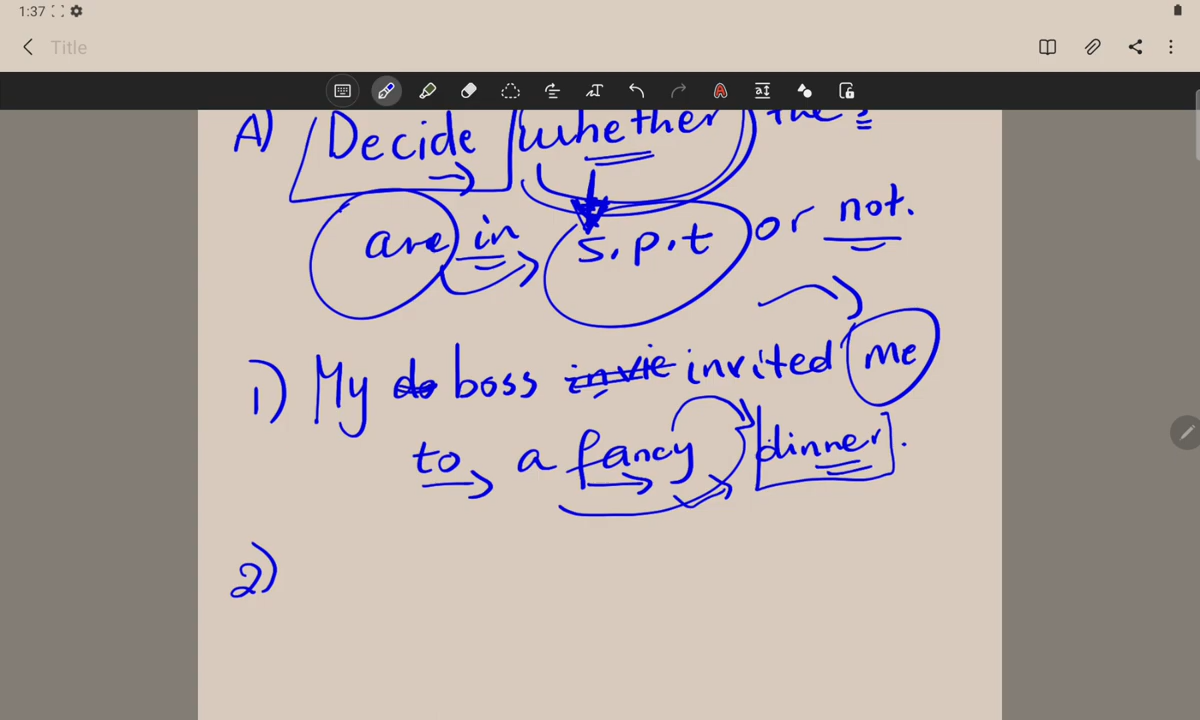 1:37
Title
A) Decide whether the
are in s.p.t or not.
1) My do boss invie invited me
to a fancy dinner.
2)